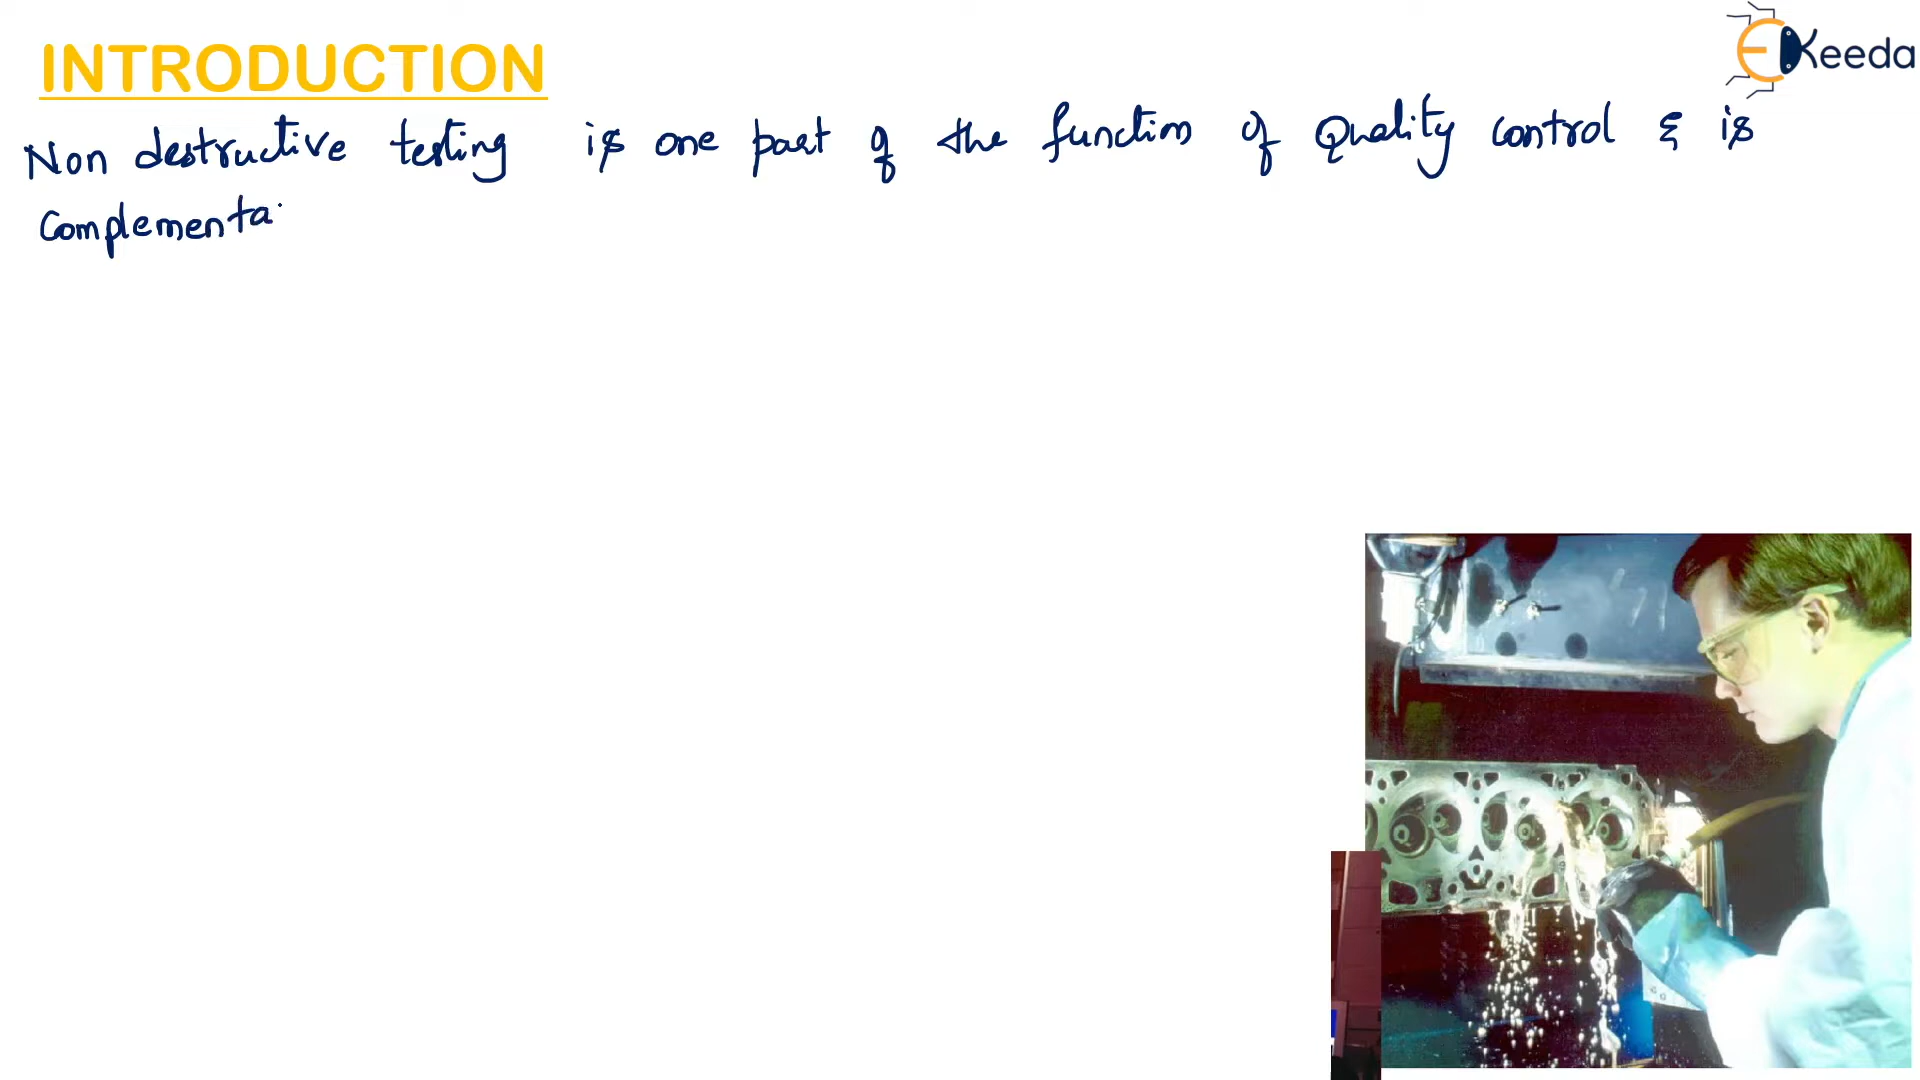 INTRODUCTION
EKeeda
Non destructive testing is one part of the function of Quality control & is
Complementa